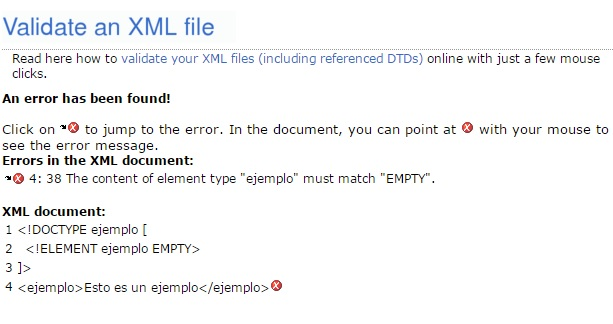 Validate an XML file
Read here how to validate your XML files (including referenced DTDs) online with just a few mouse
clicks.
An error has been found!
Click on to jump to the error. In the document, you can point at with your mouse to
see the error message.
Errors in the XML document:
4: 38 The content of element type "ejemplo" must match "EMPTY".
XML document:
1 <!DOCTYPE ejemplo [
2 <!ELEMENT ejemplo EMPTY>
3 ]>
4 <ejemplo>Esto es un ejemplo</ejemplo>